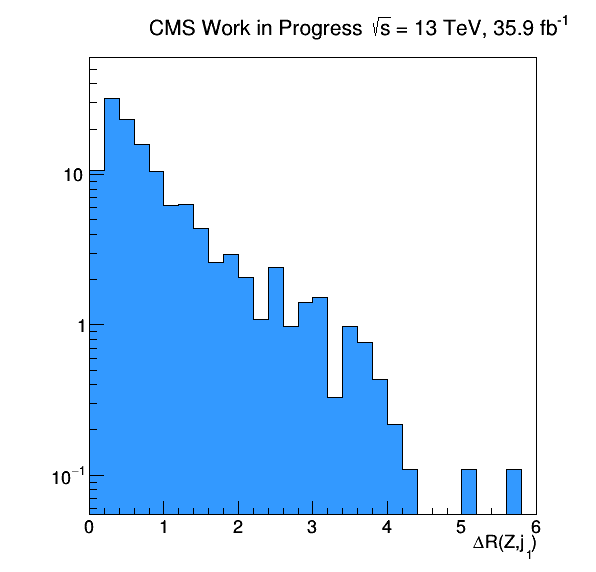 CMS Work in Progress √s = 13 TeV, 35.9 fb⁻¹
10
1
10⁻¹
0 1 2 3 4 5 6
ΔR(Z,j₁)